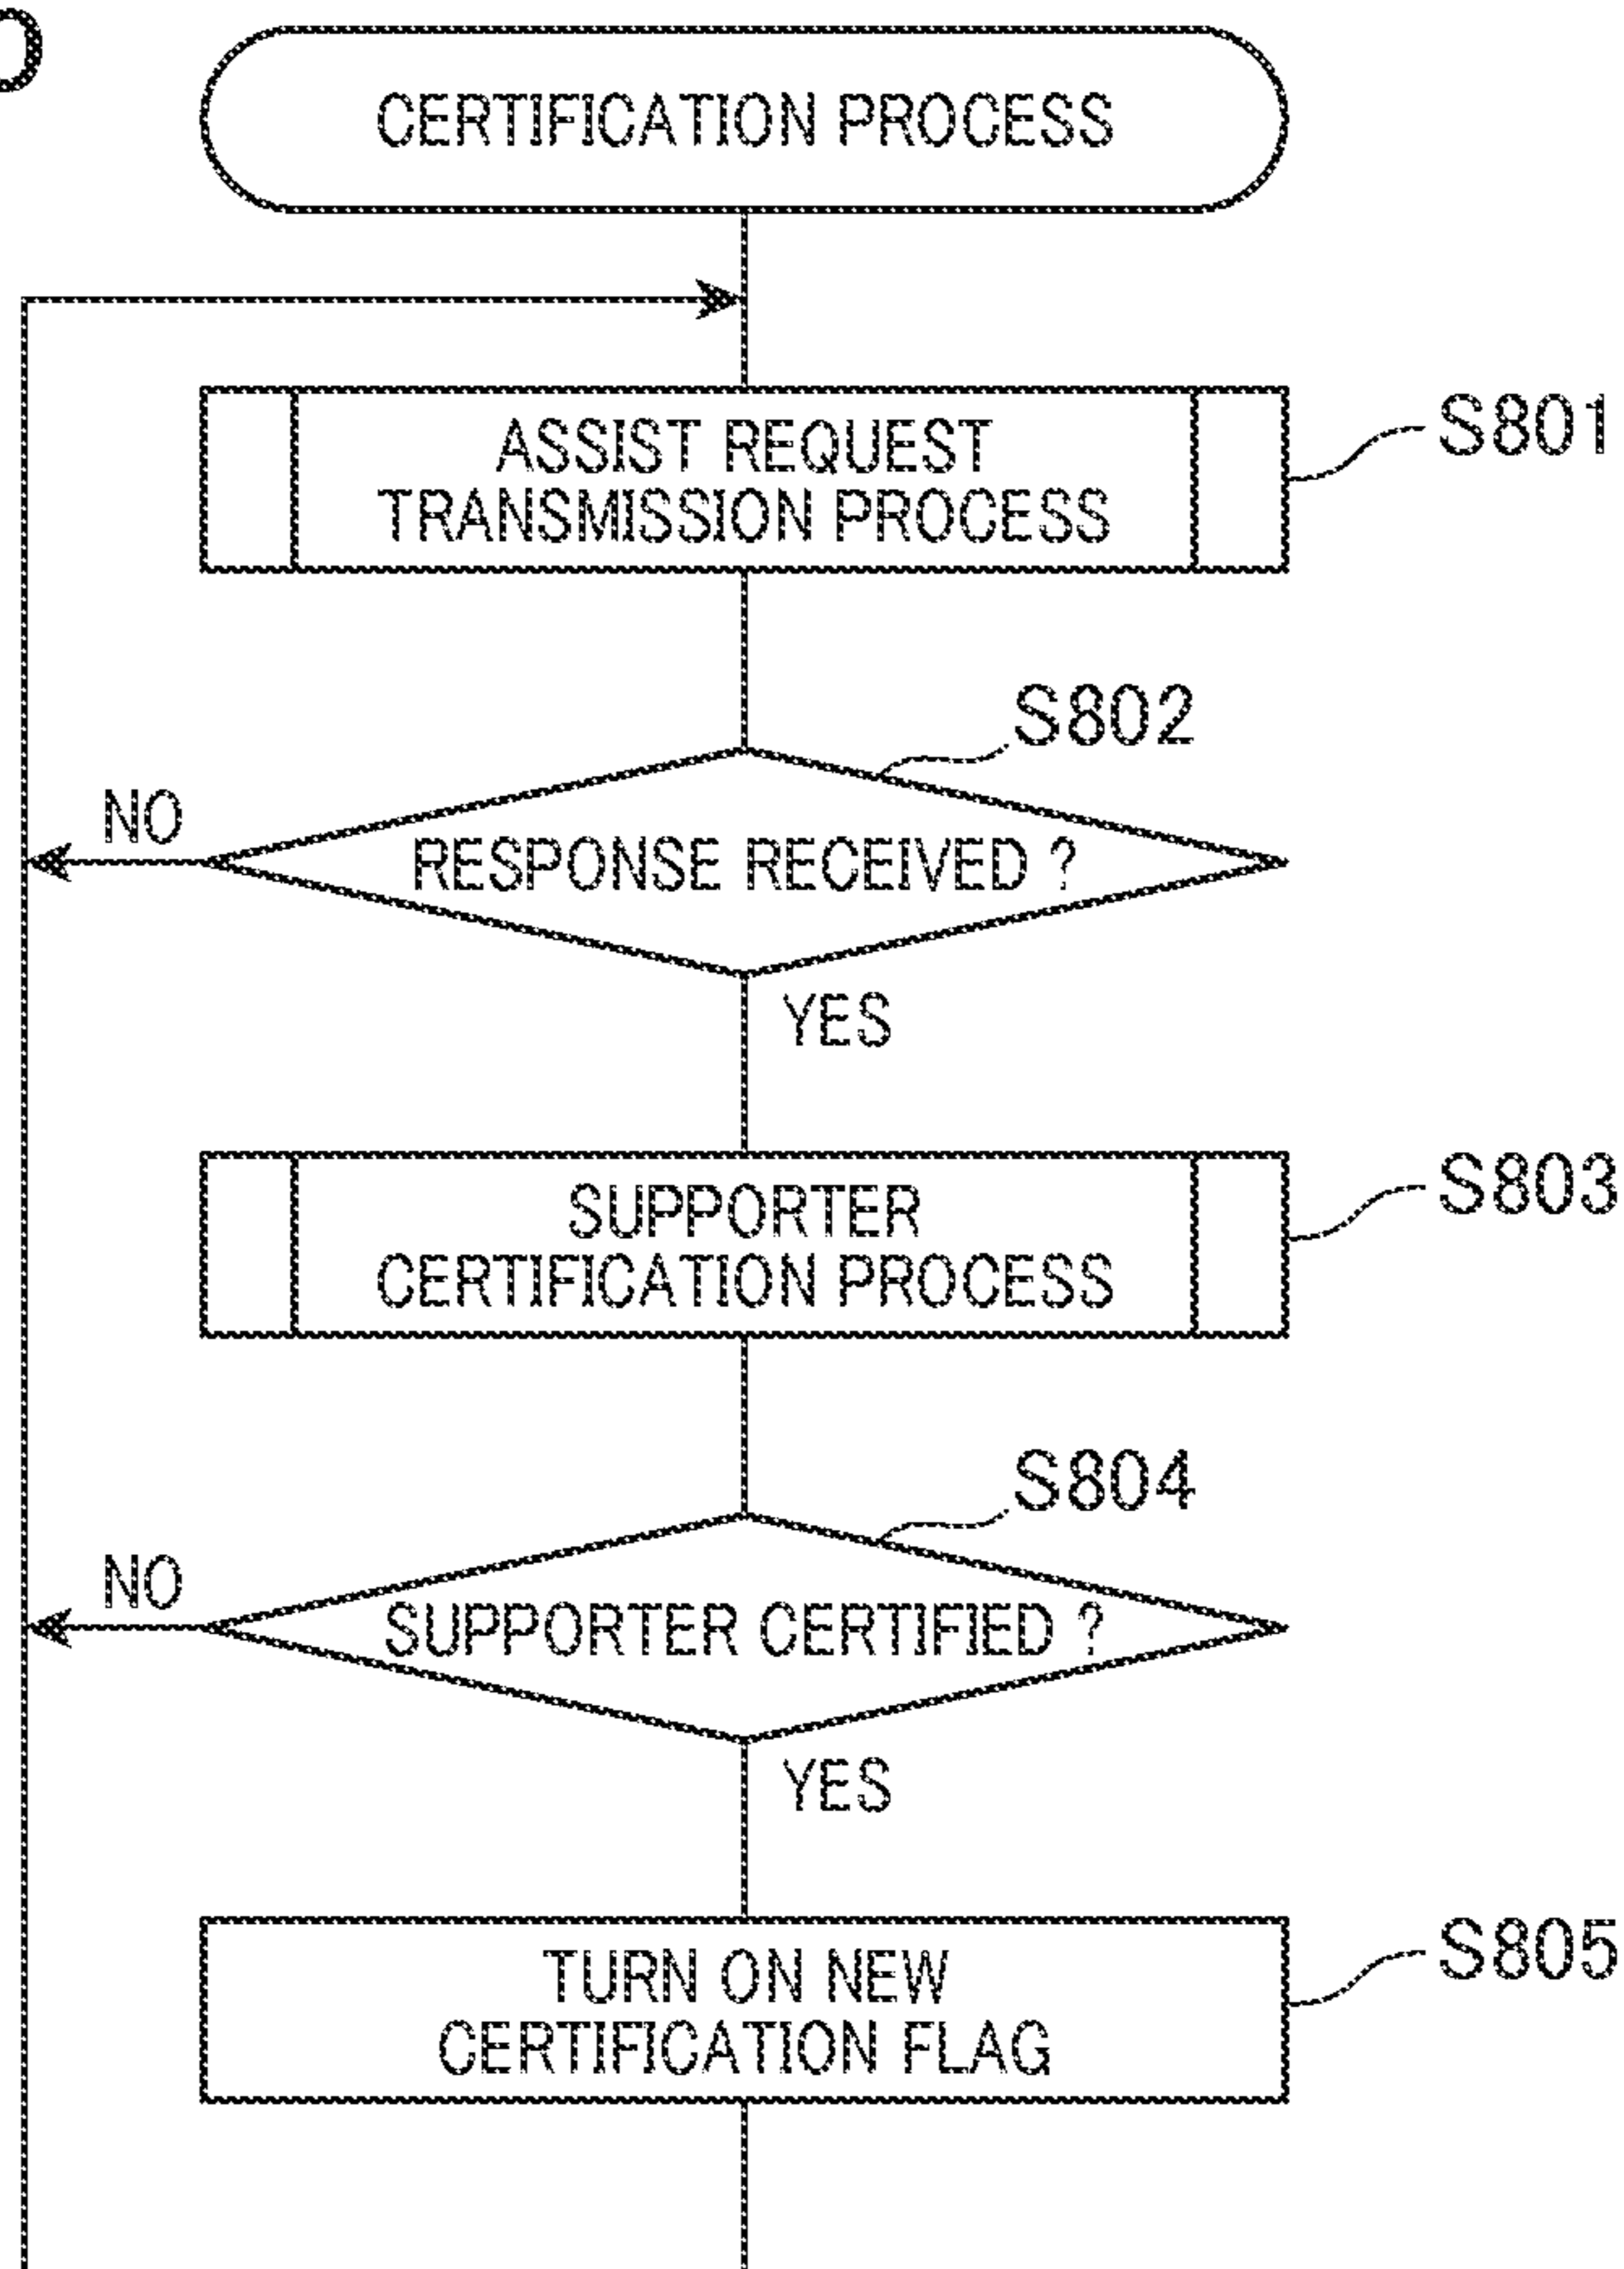 CERTIFICATION PROCESS
ASSIST REQUEST
TRANSMISSION PROCESS
S801
S802
NO
RESPONSE RECEIVED ?
YES
SUPPORTER
CERTIFICATION PROCESS
S803
S804
NO
SUPPORTER CERTIFIED ?
YES
TURN ON NEW
CERTIFICATION FLAG
S805